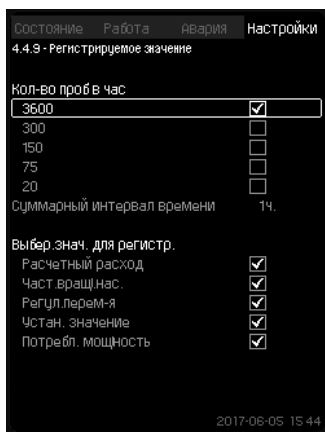 Состояние Работа Авария Настройки
4.4.9 - Регистрируемое значение
Кол-во проб в час
3600
300
150
75
20
Суммарный интервал времени 1ч.
Выбер.знач. для регистр.
Расчетный расход
Част.вращ.нас.
Регул.перем-я
Устан. значение
Потребл. мощность
2017-06-05 15:44